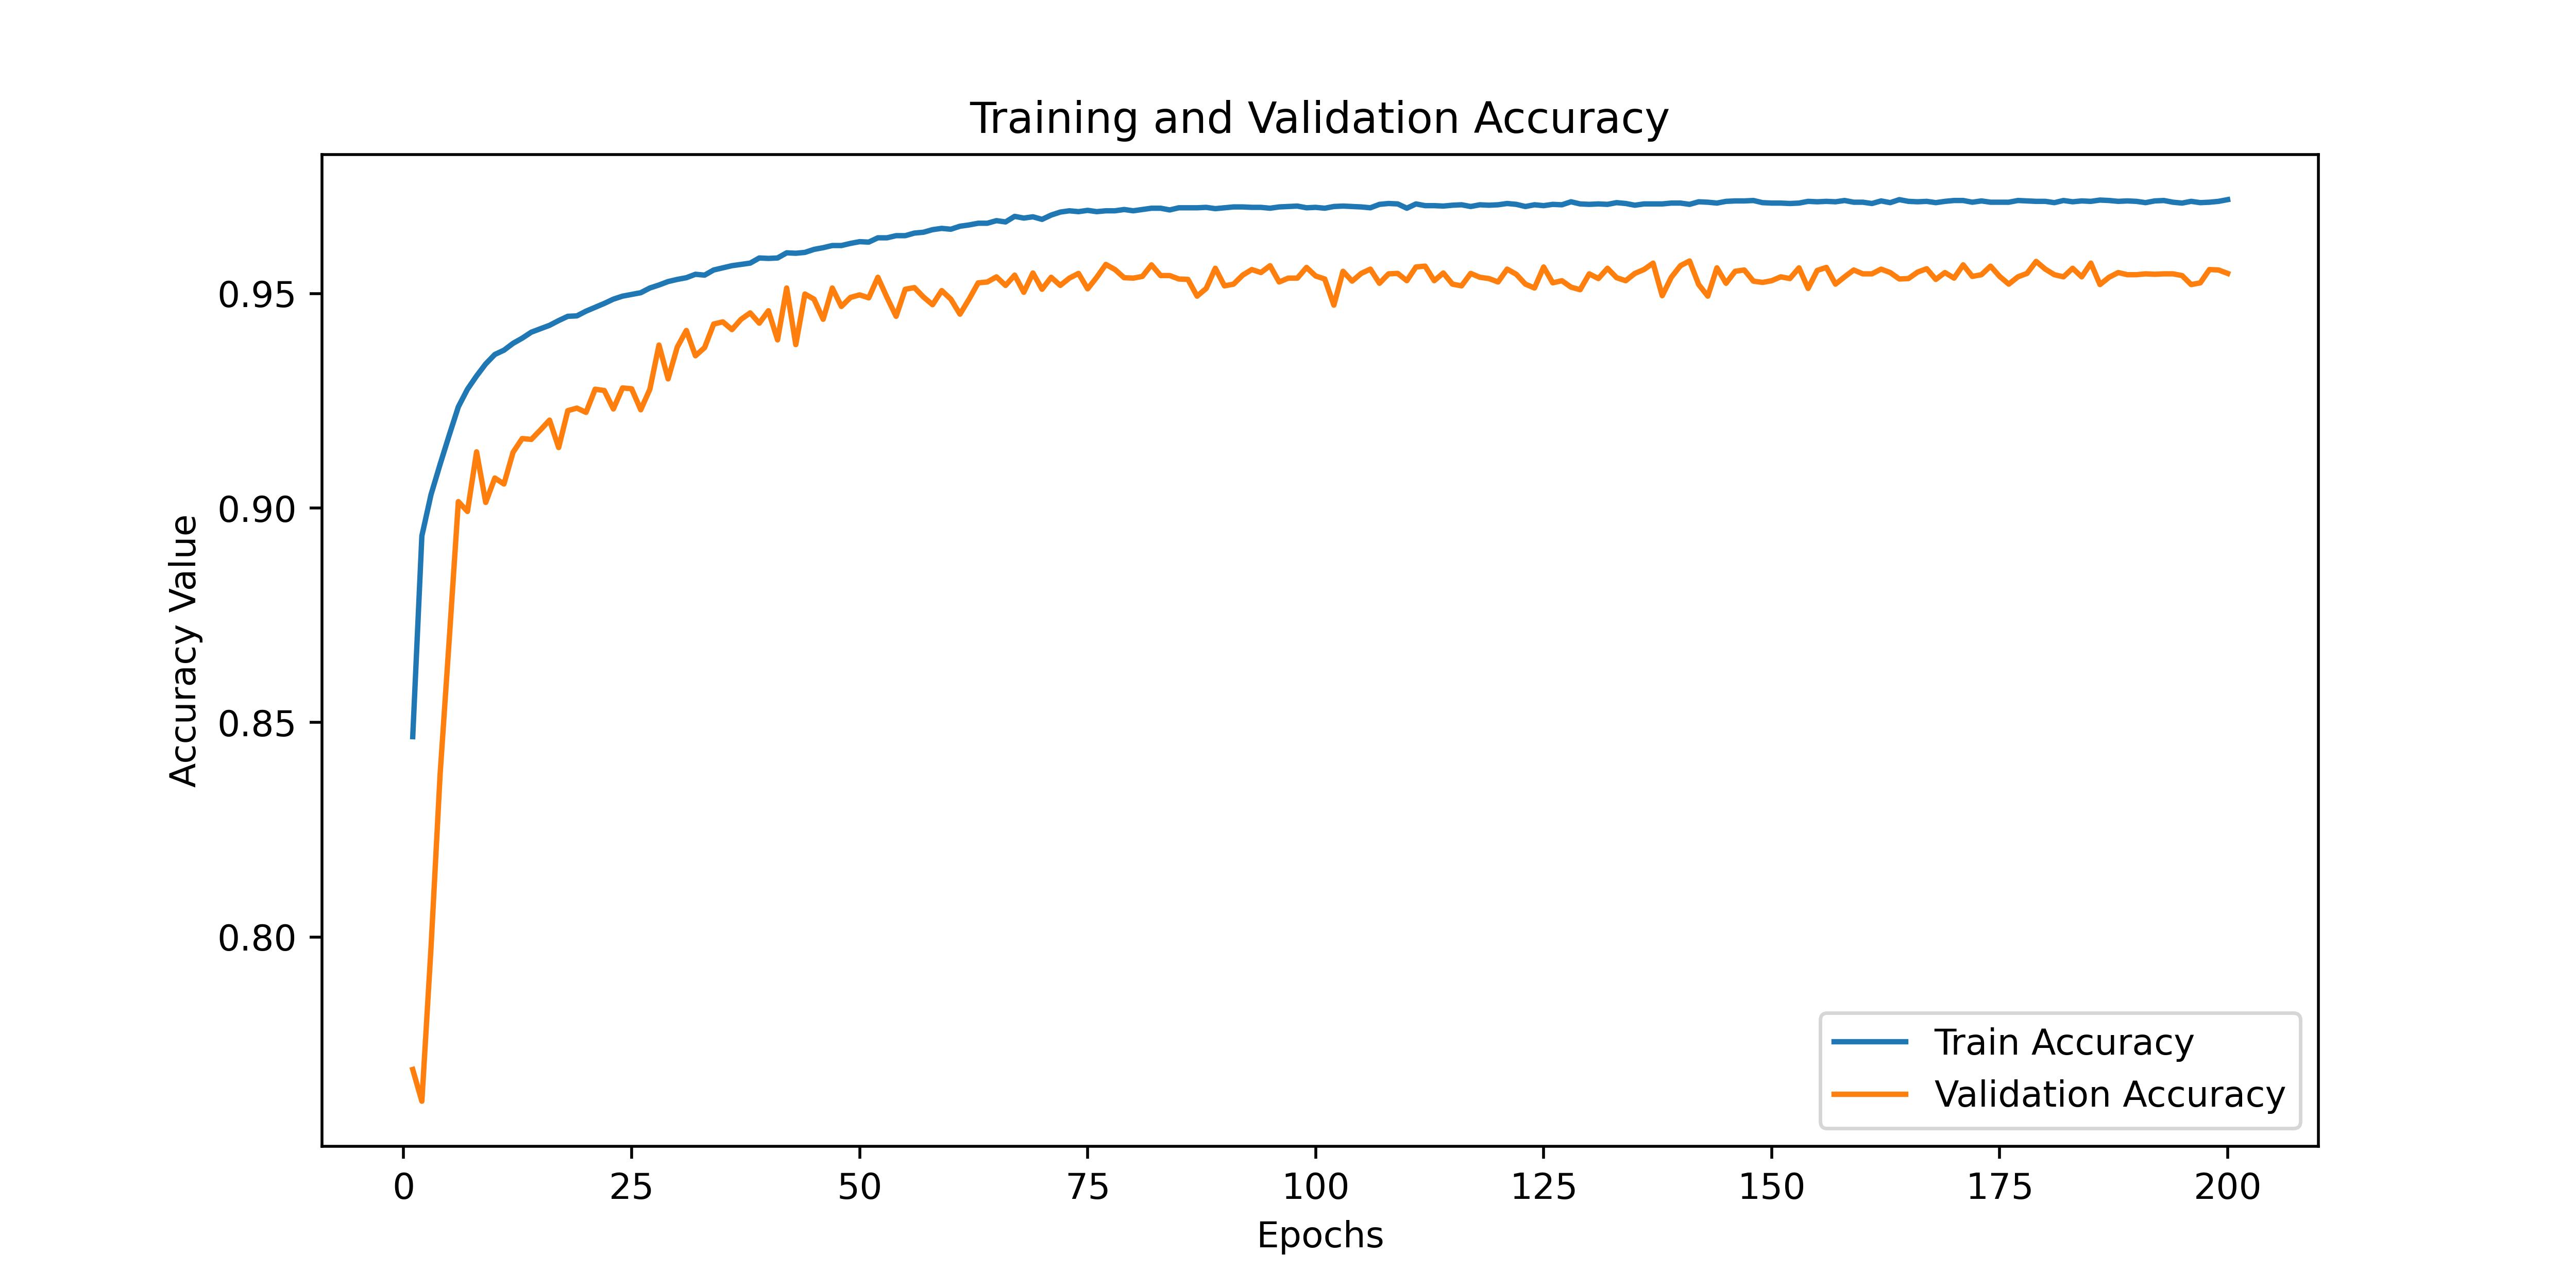 Training and Validation Accuracy
Accuracy Value
0.95
0.90
0.85
0.80
Train Accuracy
Validation Accuracy
0 25 50 75 100 125 150 175 200
Epochs